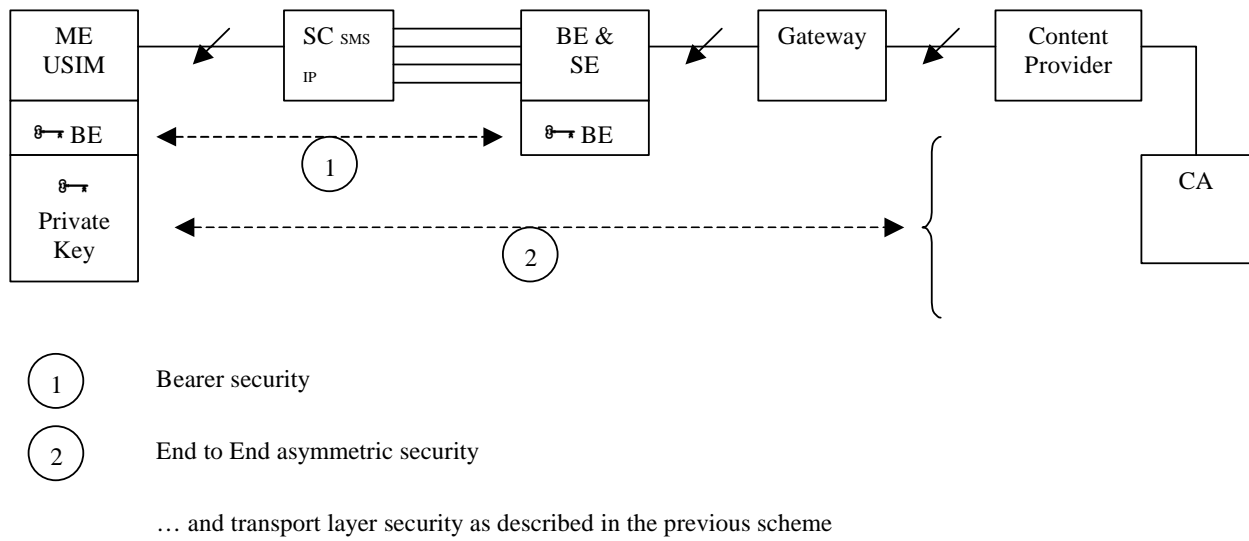 ME
USIM
SC SMS
IP
BE &
SE
Gateway
Content
Provider
BE
BE
1
Private
Key
2
CA
1 Bearer security
2 End to End asymmetric security
… and transport layer security as described in the previous scheme